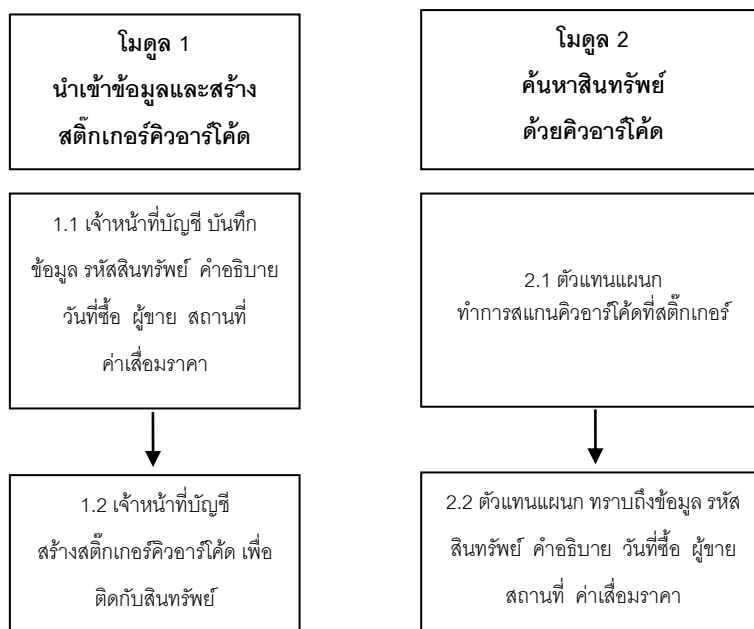 โมดูล 1
นำเข้าข้อมูลและสร้าง
สติ๊กเกอร์คิวอาร์โค้ด
1.1 เจ้าหน้าที่บัญชี บันทึก
ข้อมูล รหัสสินทรัพย์ คำอธิบาย
วันที่ซื้อ ผู้ขาย สถานที่
ค่าเสื่อมราคา
1.2 เจ้าหน้าที่บัญชี
สร้างสติ๊กเกอร์คิวอาร์โค้ด เพื่อ
ติดกับสินทรัพย์
โมดูล 2
ค้นหาสินทรัพย์
ด้วยคิวอาร์โค้ด
2.1 ตัวแทนแผนก
ทำการสแกนคิวอาร์โค้ดที่สติ๊กเกอร์
2.2 ตัวแทนแผนก ทราบถึงข้อมูล รหัส
สินทรัพย์ คำอธิบาย วันที่ซื้อ ผู้ขาย
สถานที่ ค่าเสื่อมราคา